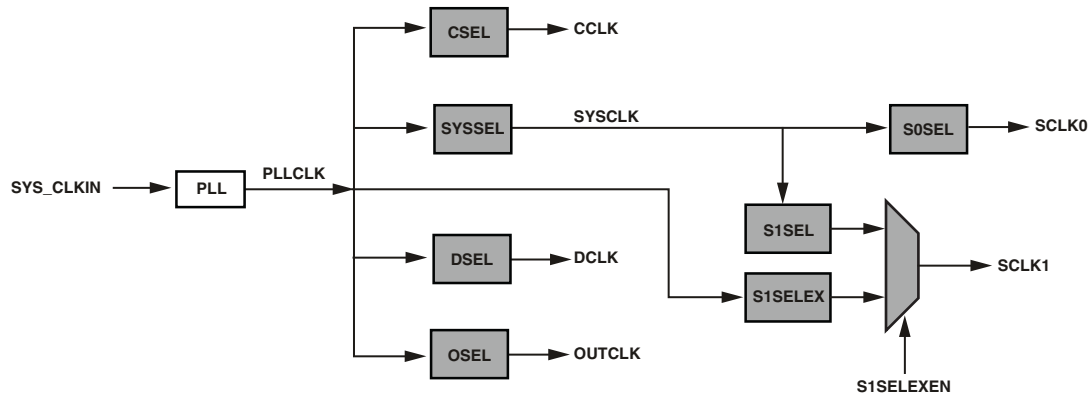 CSEL
CCLK
SYSSEL
SYSCLK
S0SEL
SCLK0
SYS_CLKIN
PLL
PLLCLK
S1SEL
DSEL
DCLK
S1SELEX
SCLK1
OSEL
OUTCLK
S1SELEXEN